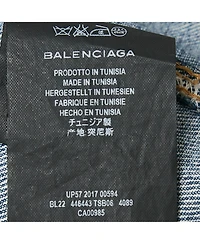 BALENCIAGA
PRODOTTO IN TUNISIA
MADE IN TUNISIA
HERGESTELLT IN TUNESIEN
FABRIQUE EN TUNISIE
HECHO EN TUNISIA
チュニジア製
产地 突尼斯
UP57 2017 00594
BL22 446443 TSB06 4089
CA00985